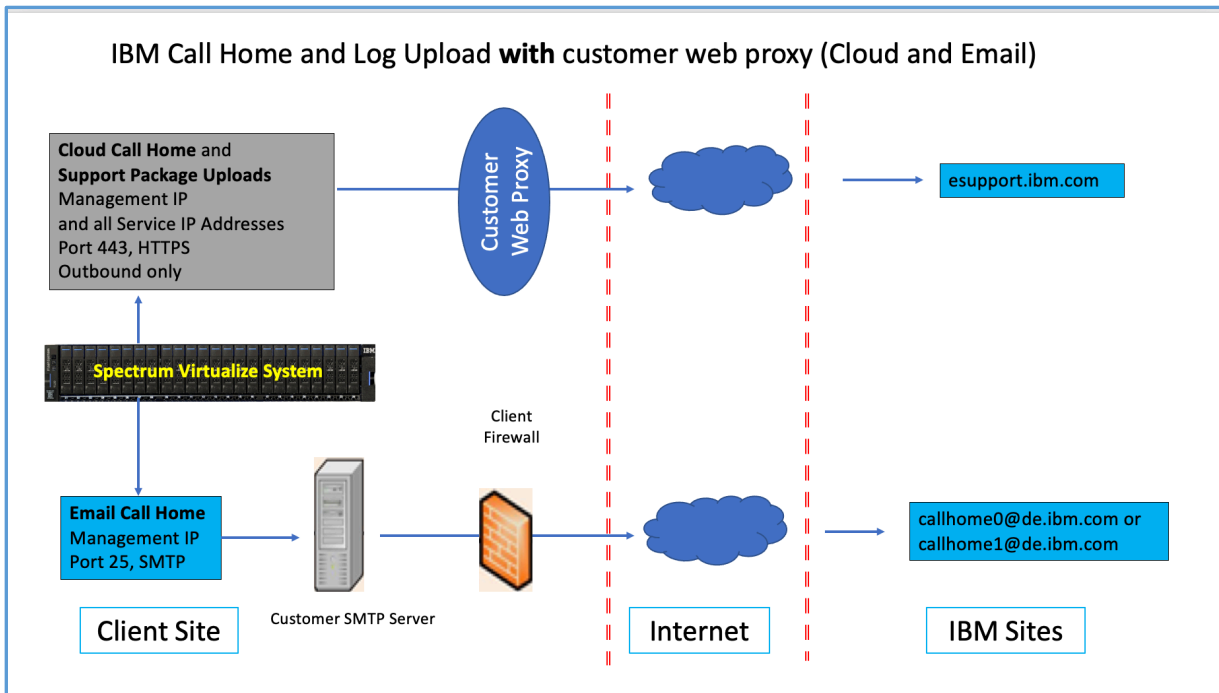 IBM Call Home and Log Upload with customer web proxy (Cloud and Email)
Cloud Call Home and
Support Package Uploads
Management IP
and all Service IP Addresses
Port 443, HTTPS
Outbound only
Customer
Web Proxy
esupport.ibm.com
IBM
Spectrum Virtualize System
Client
Firewall
Email Call Home
Management IP
Port 25, SMTP
callhome0@de.ibm.com or
callhome1@de.ibm.com
Customer SMTP Server
Client Site
Internet
IBM Sites